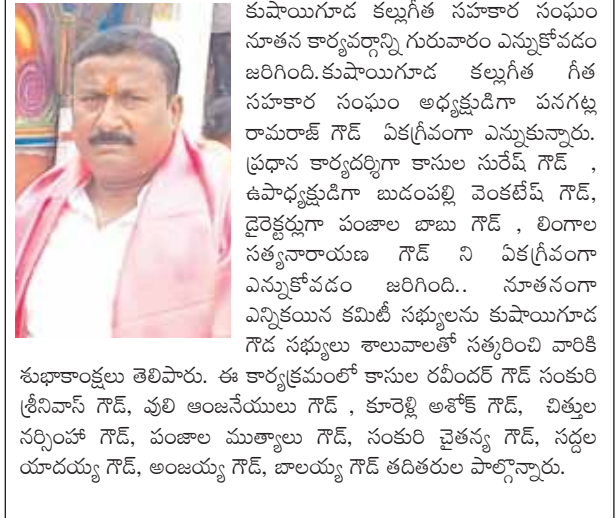 కుషాయిగూడ కల్లుగీత సహకార సంఘం
నూతన కార్యవర్గాన్ని గురువారం ఎన్నుకోవడం
జరిగింది.కుషాయిగూడ కల్లుగీత గీత
సహకార సంఘం అధ్యక్షుడిగా పనగట్ల
రామరాజ్ గౌడ్ ఏకగ్రీవంగా ఎన్నుకున్నారు.
ప్రధాన కార్యదర్శిగా కాసుల సురేష్ గౌడ్ ,
ఉపాధ్యక్షుడిగా బుడంపల్లి వెంకటేష్ గౌడ్,
డైరెక్టర్లుగా పంజాల బాబు గౌడ్ , లింగాల
సత్యనారాయణ గౌడ్ ని ఏకగ్రీవంగా
ఎన్నుకోవడం జరిగింది.. నూతనంగా
ఎన్నికయిన కమిటీ సభ్యులను కుషాయిగూడ
గౌడ సభ్యులు శాలువాలతో సత్కరించి వారికి
శుభాకాంక్షలు తెలిపారు. ఈ కార్యక్రమంలో కాసుల రవీందర్ గౌడ్ సంకురి
శ్రీనివాస్ గౌడ్, వులి ఆంజనేయులు గౌడ్ , కూరెళ్లి అశోక్ గౌడ్, చిత్తుల
నర్సింహా గౌడ్, పంజాల ముత్యాలు గౌడ్, సంకురి చైతన్య గౌడ్, సద్దల
యాదయ్య గౌడ్, అంజయ్య గౌడ్, బాలయ్య గౌడ్ తదితరుల పాల్గొన్నారు.